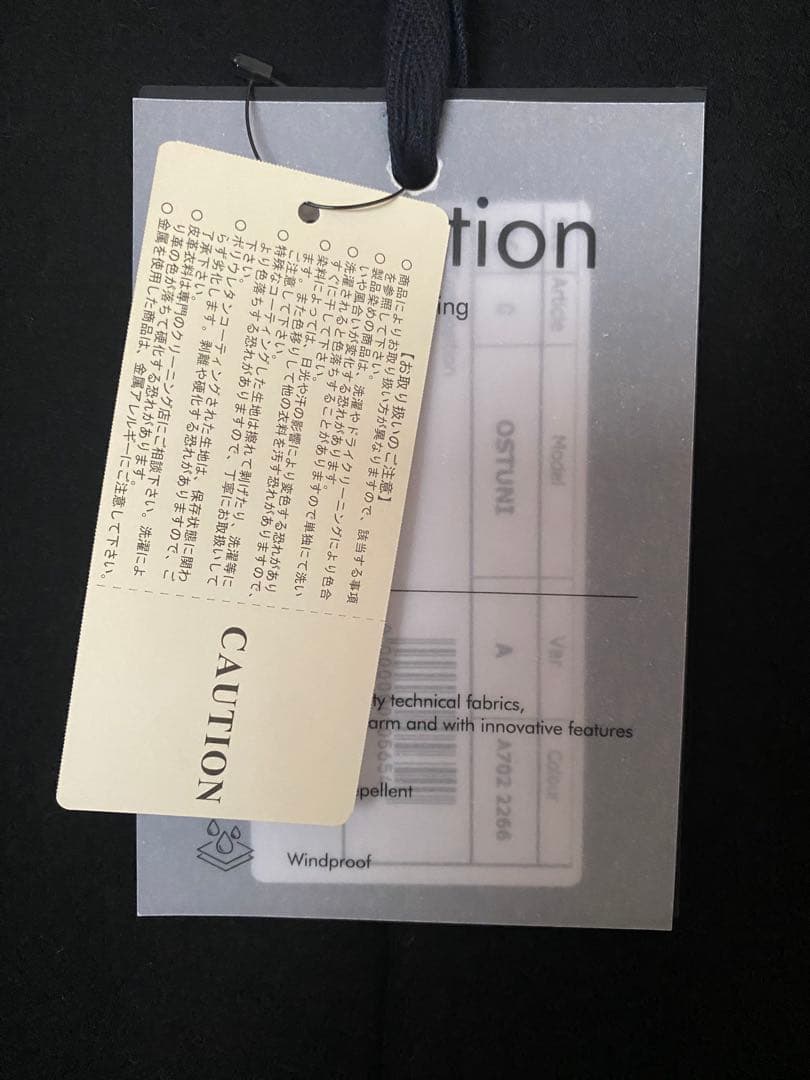 【お取り扱いのご注意】
○ 商品によりお取り扱い方が異なりますので、該当する事項
を参照して下さい。
○ 製品染めの商品は、洗濯やドライクリーニングにより色合
いや風合いが変化する恐れがあります。
○ 洗濯されると色落ちすることがありますので単独にて洗い
すぐに干して下さい。
○ 染料によっては、日光や汗の影響により変色する恐れがあり
ます。また色移りして他の衣料を汚す恐れがありますので、
ご注意して下さい。
○ 特殊なコーティングした生地は擦れて剥げたり、洗濯等に
より色落ちする恐れがありますので、丁寧にお取扱いして
下さい。
○ ポリウレタンコーティングされた生地は、保存状態に関わ
らず劣化します。剥離や硬化する恐れがありますので、ご
了承下さい。
○ 皮革衣料は専門のクリーニング店にご相談下さい。洗濯によ
り革の色が落ちて硬化する恐れがあります。
○ 金属を使用した商品は、金属アレルギーにご注意して下さい。
CAUTION
tion
ing
ty technical fabrics,
arm and with innovative features
epellent
Windproof
Article
Model
Var
Colour
C
OSTUNI
A
A702 2266